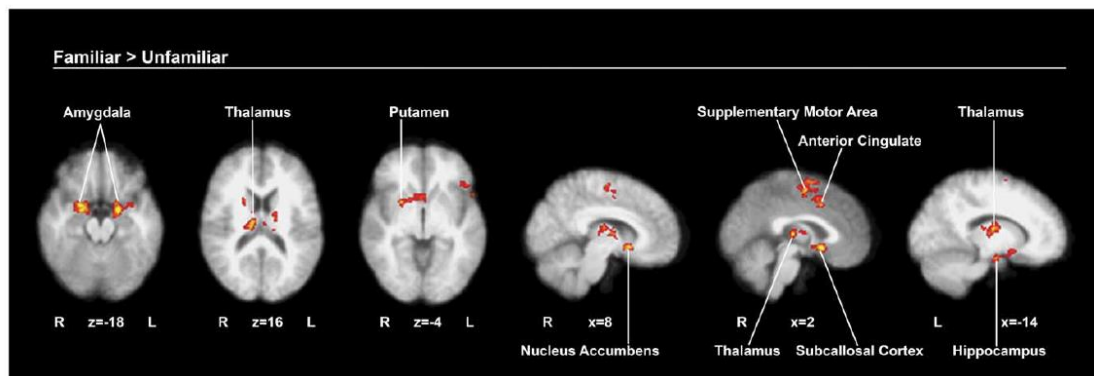 Familiar > Unfamiliar
Amygdala
Thalamus
Putamen
Supplementary Motor Area
Anterior Cingulate
Thalamus
R z=-18 L
R z=16 L
R z=-4 L
R x=8
R x=2
L x=-14
Nucleus Accumbens
Thalamus
Subcallosal Cortex
Hippocampus